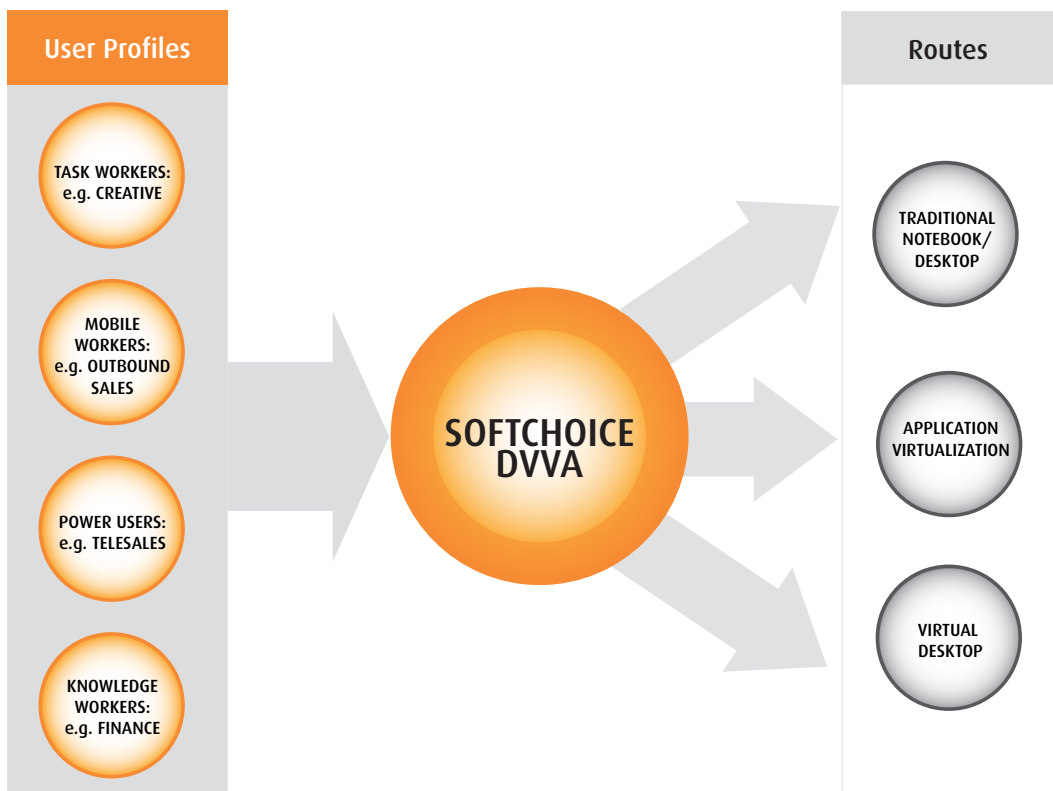 User Profiles
TASK WORKERS:
e.g. CREATIVE
MOBILE
WORKERS:
e.g. OUTBOUND
SALES
POWER USERS:
e.g. TELESALES
KNOWLEDGE
WORKERS:
e.g. FINANCE
SOFTCHOICE
DVVA
Routes
TRADITIONAL
NOTEBOOK/
DESKTOP
APPLICATION
VIRTUALIZATION
VIRTUAL
DESKTOP